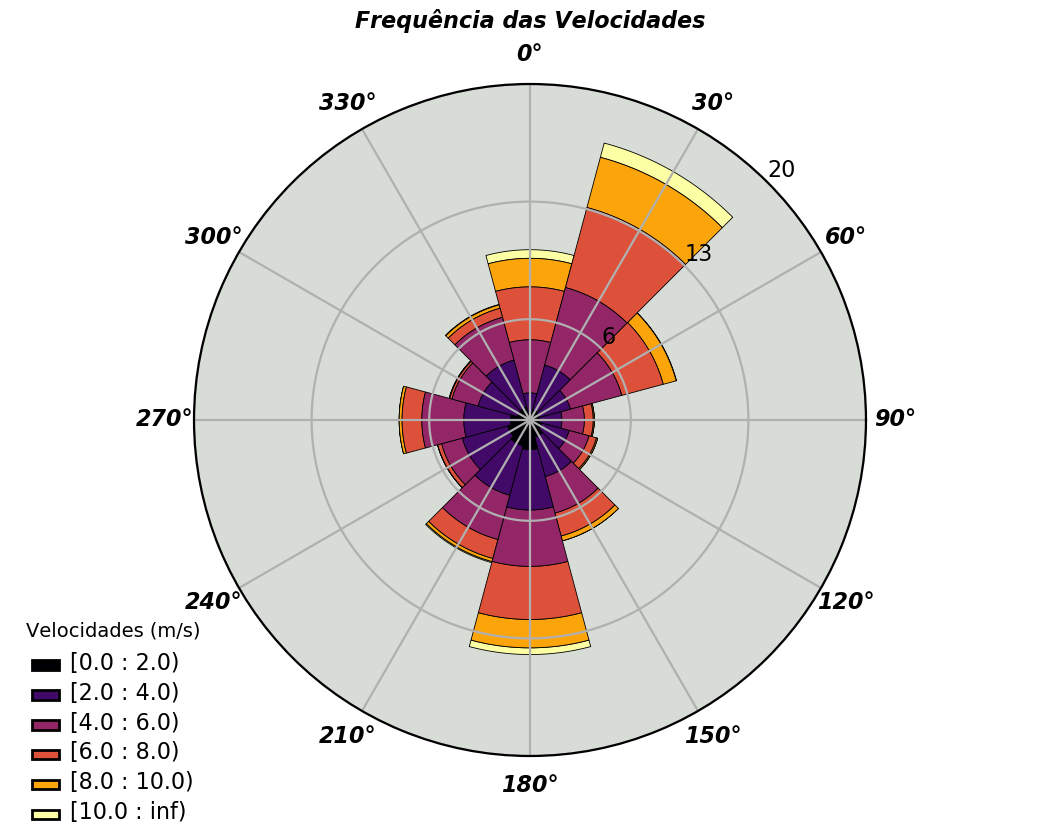 Frequência das Velocidades
0°
330°
30°
20
300°
60°
13
6
270°
90°
240°
120°
210°
150°
180°
Velocidades (m/s)
[0.0 : 2.0)
[2.0 : 4.0)
[4.0 : 6.0)
[6.0 : 8.0)
[8.0 : 10.0)
[10.0 : inf)